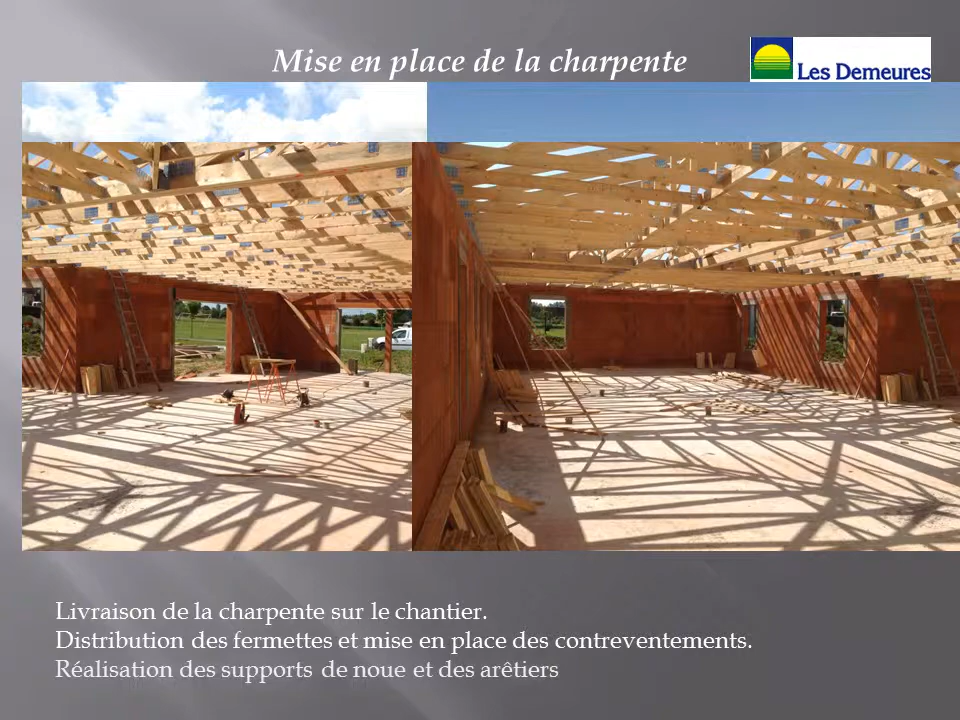 Mise en place de la charpente
Les Demeures
Livraison de la charpente sur le chantier.
Distribution des fermettes et mise en place des contreventements.
Réalisation des supports de noue et des arêtiers